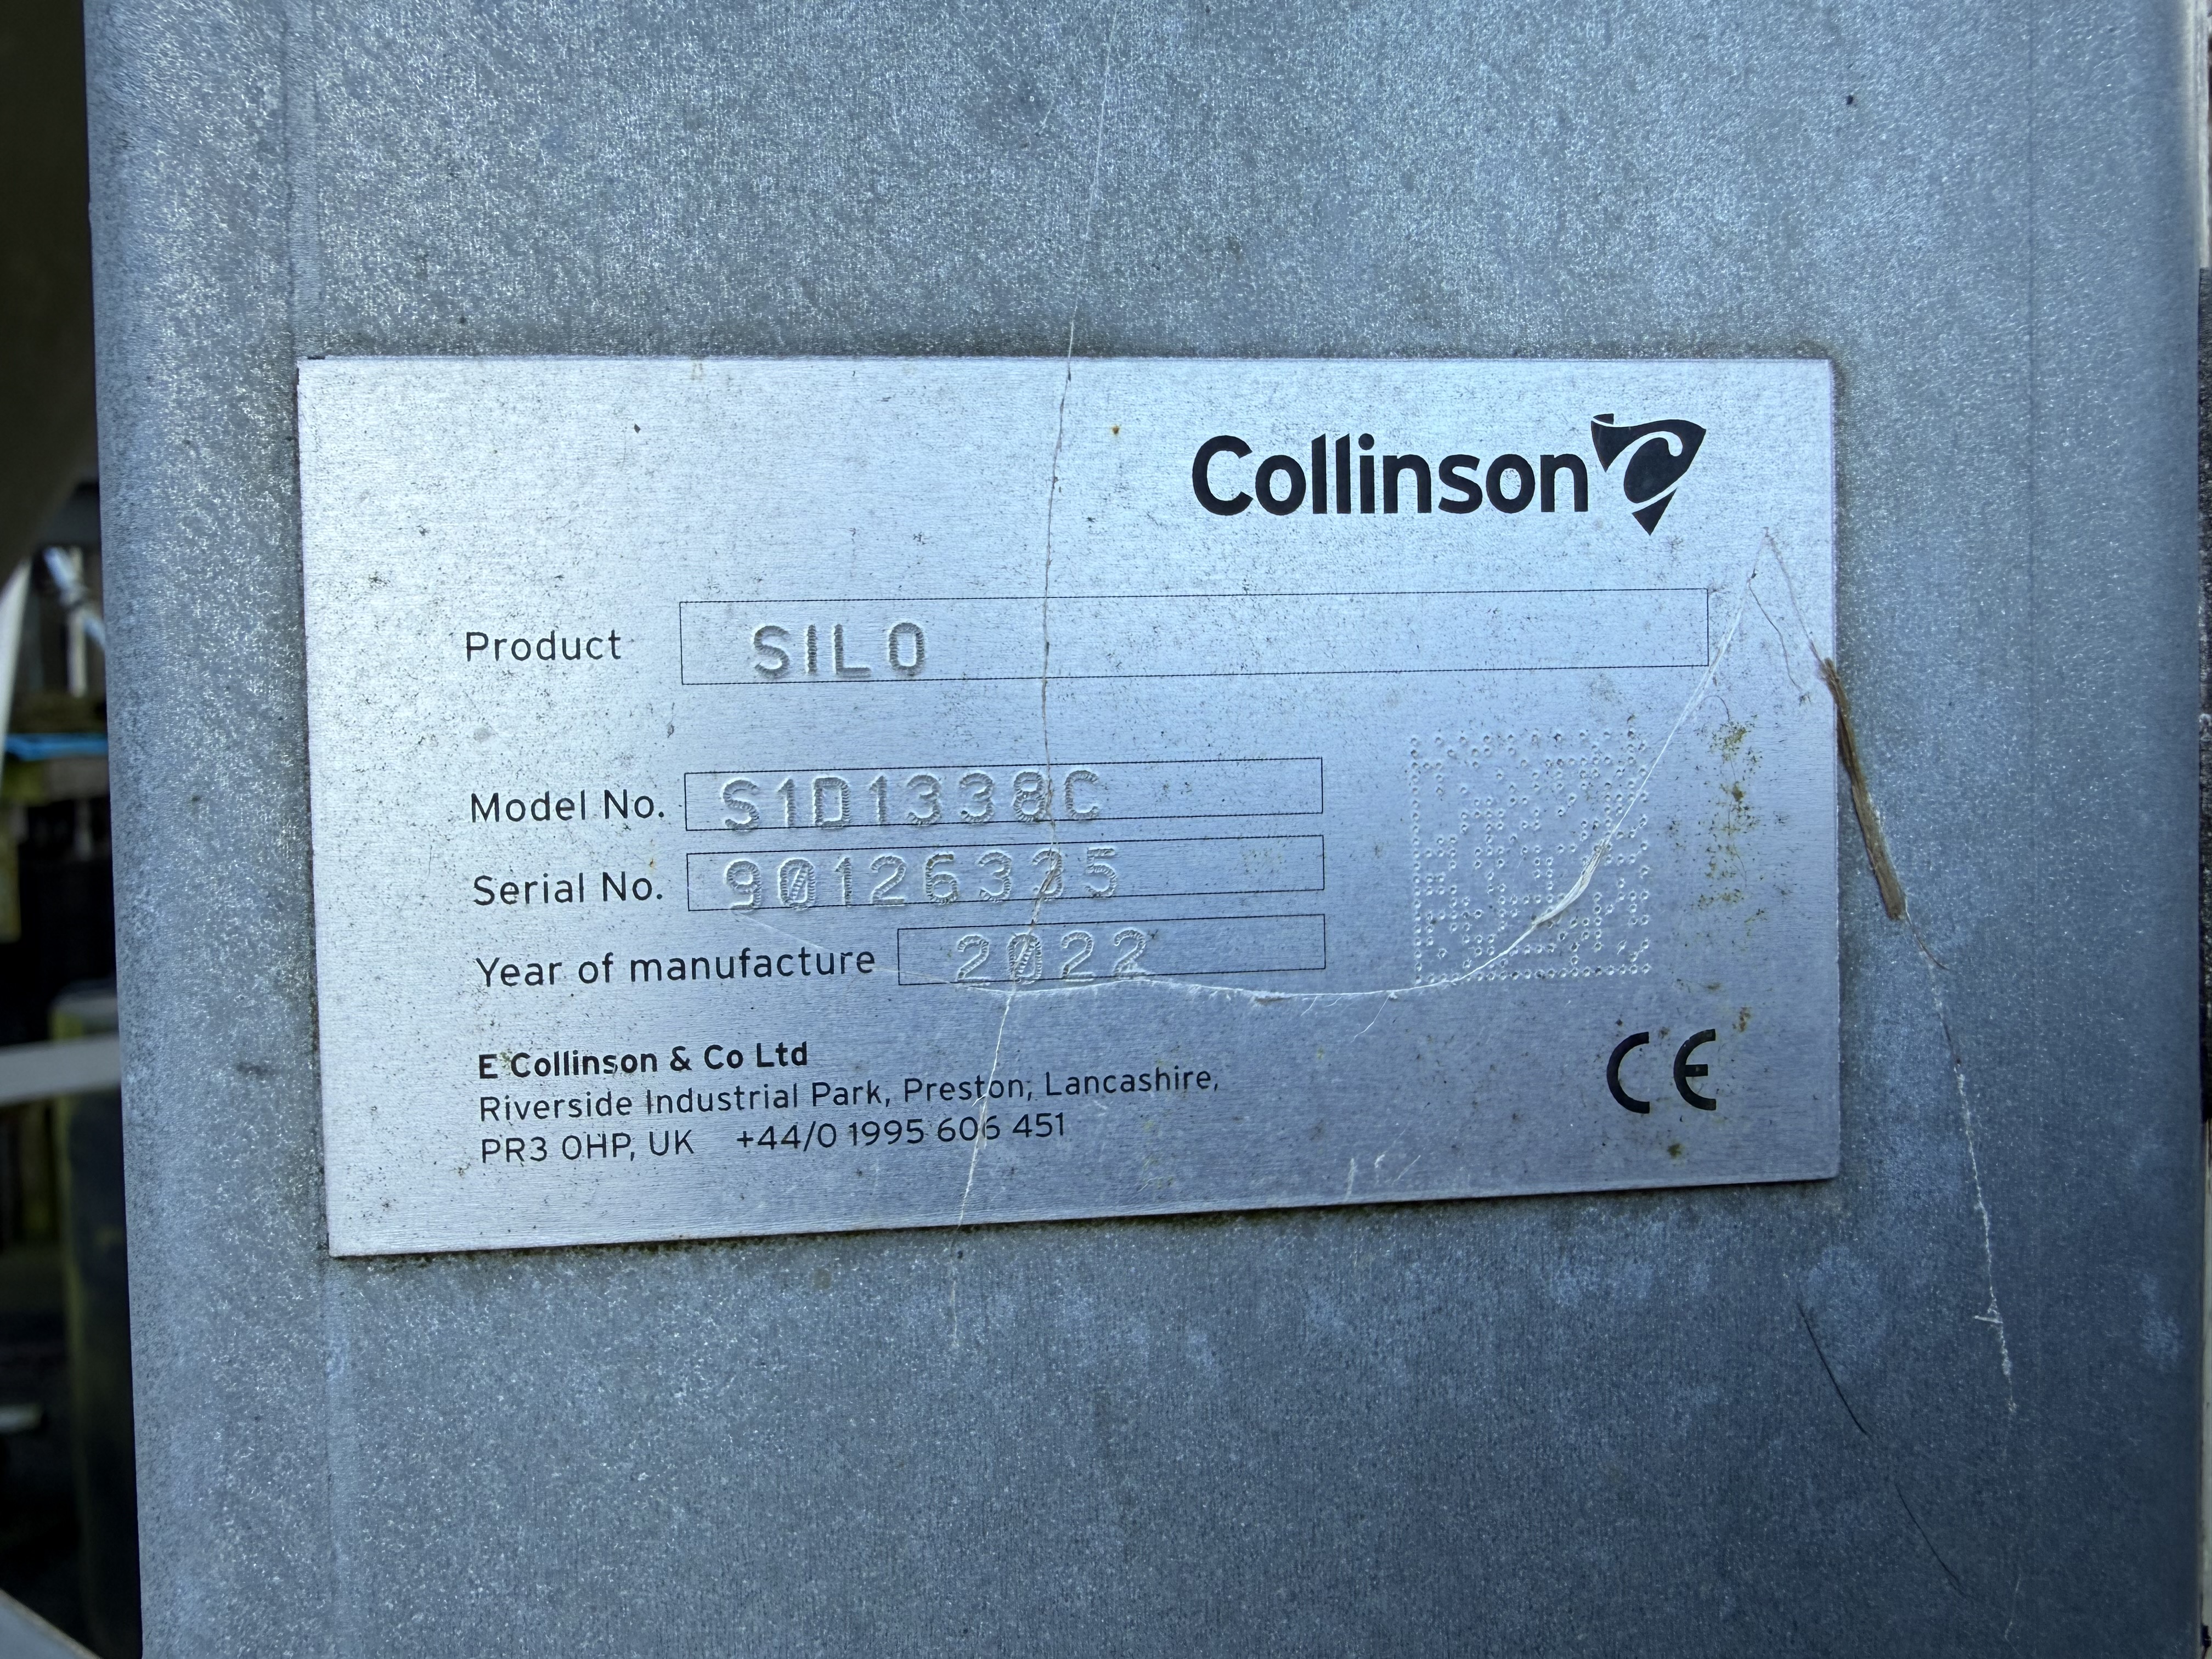 Collinson
Product SILO
Model No. S1D1338C
Serial No. 90126335
Year of manufacture 2022
E Collinson & Co Ltd
Riverside Industrial Park, Preston, Lancashire,
PR3 0HP, UK +44/0 1995 606 451
CE